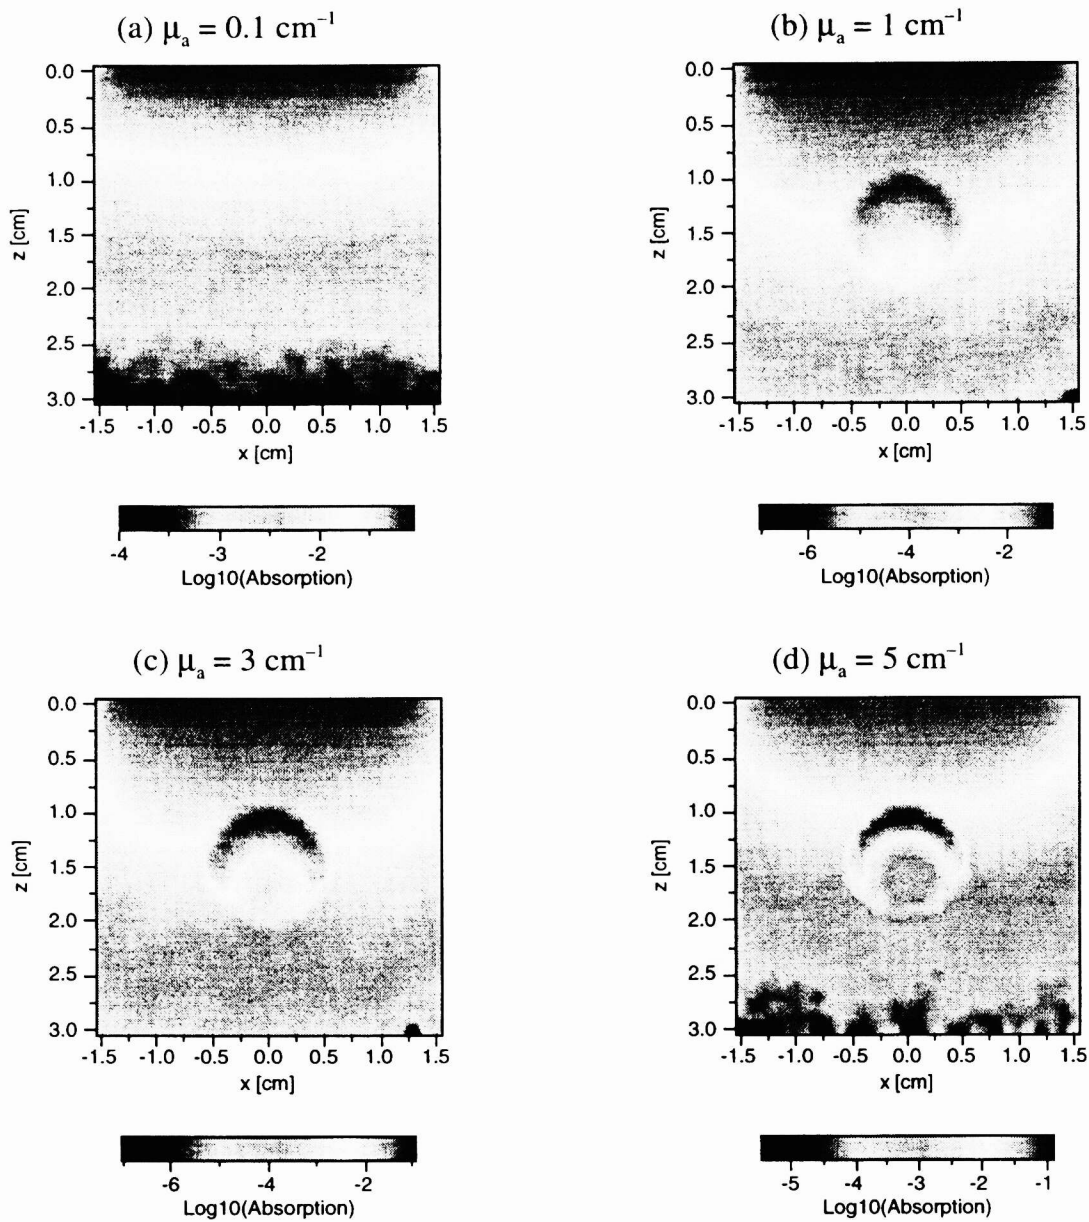 (a) μₐ = 0.1 cm⁻¹
0.0
0.5
1.0
1.5
2.0
2.5
3.0
z [cm]
-1.5 -1.0 -0.5 0.0 0.5 1.0 1.5
x [cm]
-4 -3 -2
Log10(Absorption)
(b) μₐ = 1 cm⁻¹
0.0
0.5
1.0
1.5
2.0
2.5
3.0
z [cm]
-1.5 -1.0 -0.5 0.0 0.5 1.0 1.5
x [cm]
-6 -4 -2
Log10(Absorption)
(c) μₐ = 3 cm⁻¹
0.0
0.5
1.0
1.5
2.0
2.5
3.0
z [cm]
-1.5 -1.0 -0.5 0.0 0.5 1.0 1.5
x [cm]
-6 -4 -2
Log10(Absorption)
(d) μₐ = 5 cm⁻¹
0.0
0.5
1.0
1.5
2.0
2.5
3.0
z [cm]
-1.5 -1.0 -0.5 0.0 0.5 1.0 1.5
x [cm]
-5 -4 -3 -2 -1
Log10(Absorption)